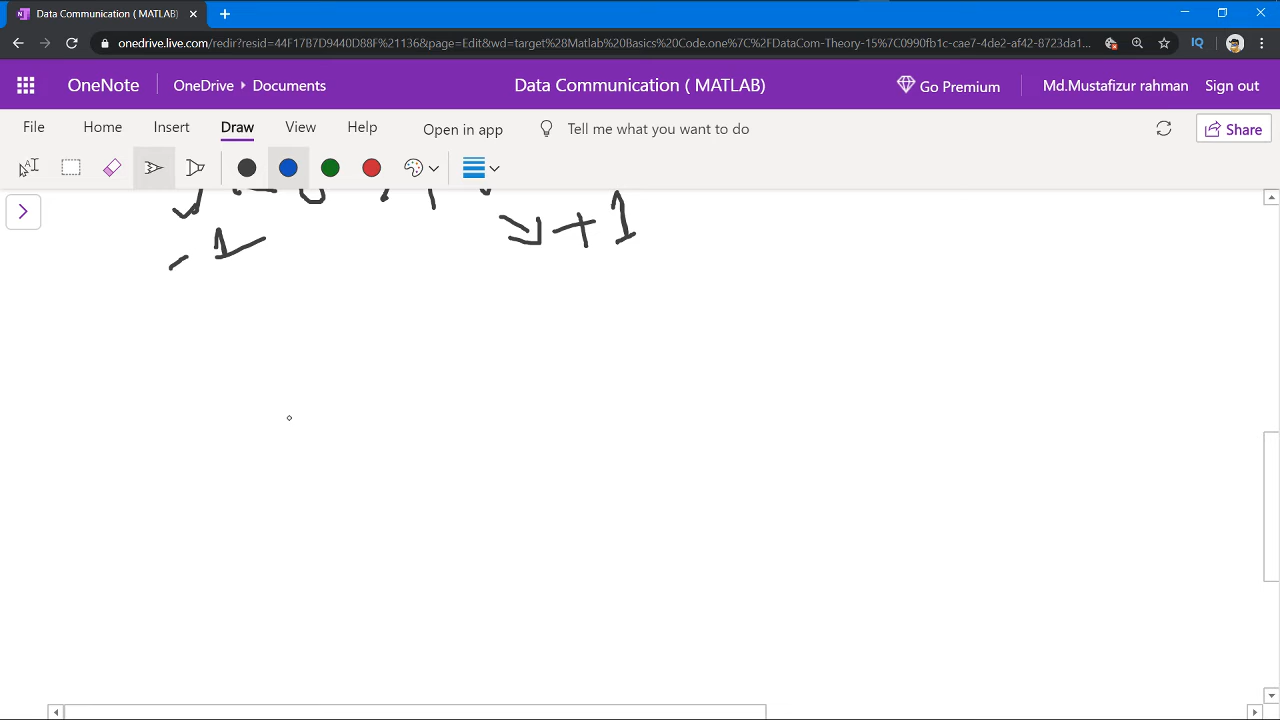 Data Communication (MATLAB)
onedrive.live.com/redir?resid=44F17B7D9440D88F%21136&page=Edit&wd=target%28Matlab%20Basics%20Code.one%7C%2FDataCom-Theory-15%7C0990fb1c-cae7-4de2-af42-8723da1...
OneNote OneDrive Documents Data Communication ( MATLAB) Go Premium Md.Mustafizur rahman Sign out
File Home Insert Draw View Help Open in app Tell me what you want to do Share
+ 1
- 1